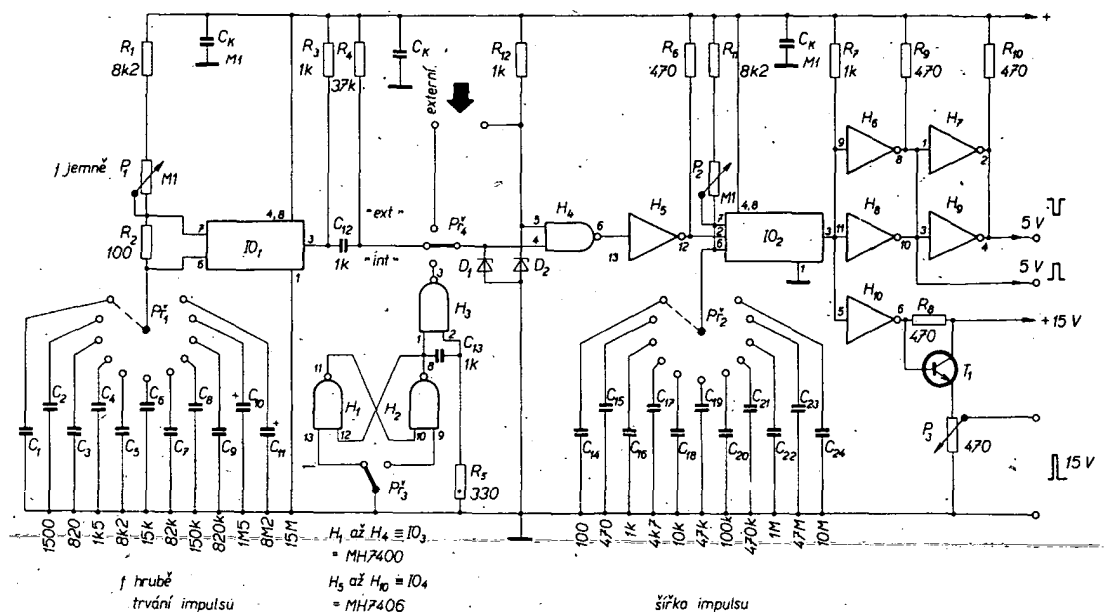 +
R1
8k2
CK
M1
R3
1k
R4
37k
CK
externí
R12
1k
R6
470
R11
8k2
CK
M1
R7
1k
R9
470
R10
470
f jemně
P1
M1
R2
100
7
6
4,8
IO1
3
1
C12
1k
"ext"
"int"
Př4
D1
D2
5
4
H4
6
H5
13
12
P2
M1
7
2
6
4,8
IO2
3
1
9
H6
8
1
H7
2
11
H8
10
3
H9
4
5 V
5 V
5
H10
6
R8
470
+15 V
T1
P3
470
15 V
Př1
3
H3
1
2
C13
1k
11
8
H1
H2
13
12
10
9
1
Př3
R5
330
Př2
C1
C2
C3
C4
C5
C6
C7
C8
C9
C10
+
C11
+
C14
C15
C16
C17
C18
C19
C20
C21
C22
C23
C24
1500
820
1k5
8k2
15k
82k
150k
820k
1M5
8M2
15M
100
470
1k
4k7
10k
47k
100k
470k
1M
47M
10M
H1 až H4 ≡ IO3
= MH7400
H5 až H10 ≡ IO4
= MH7406
f hrubě
trvání impulsů
šířka impulsu